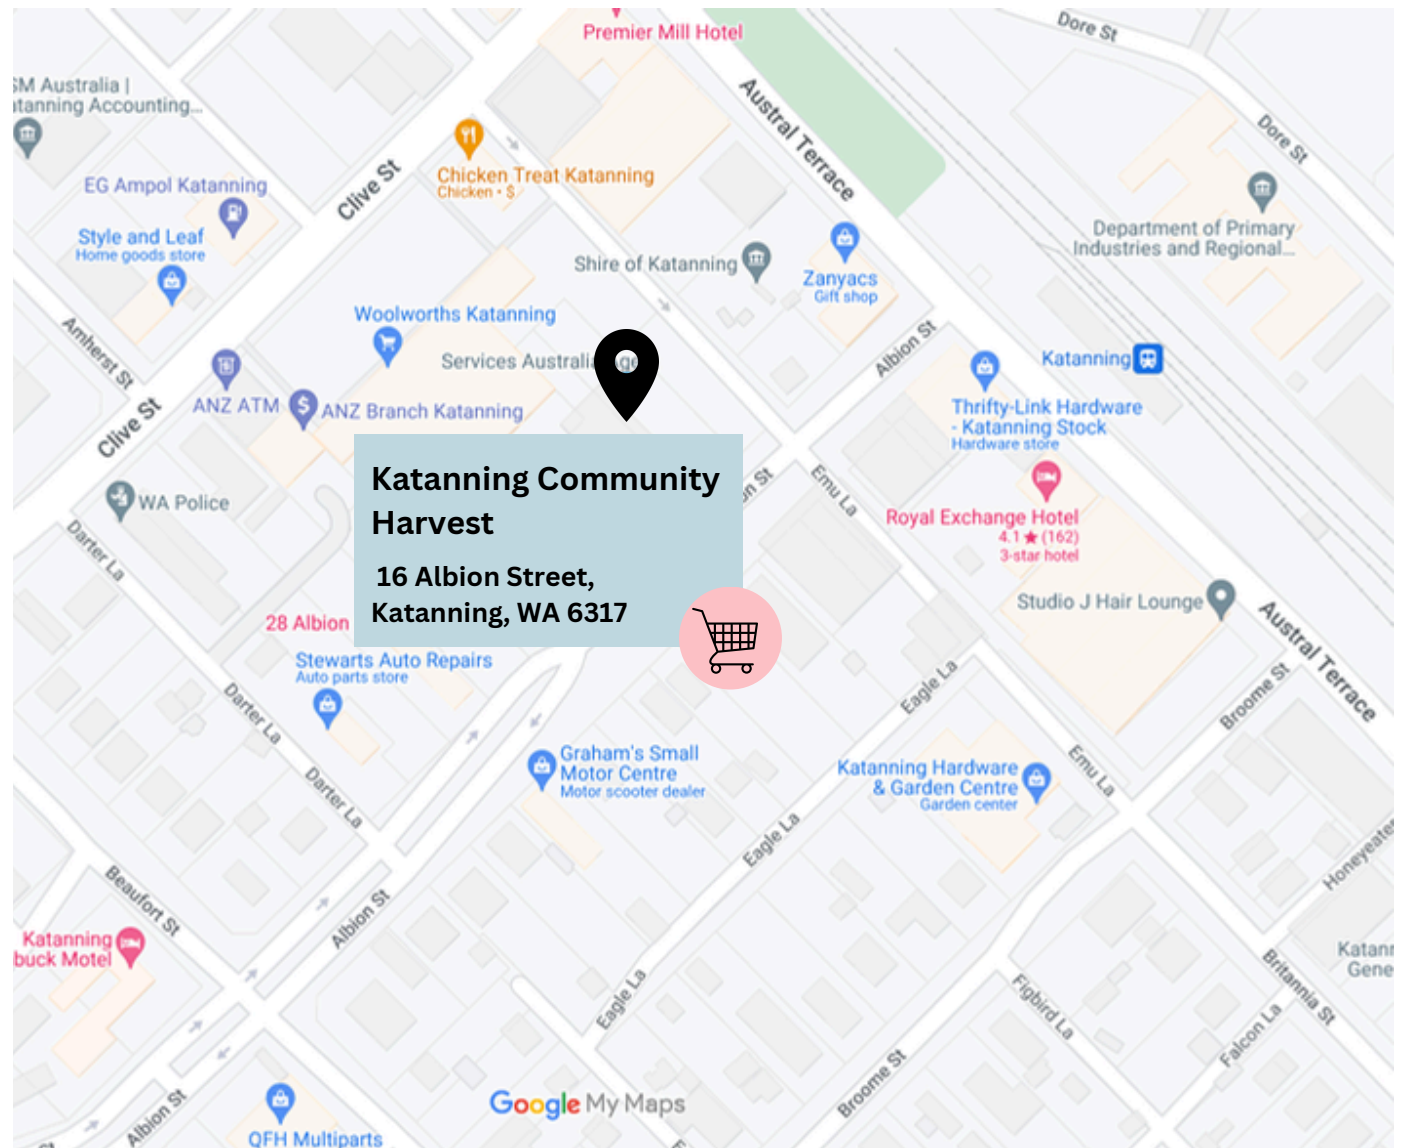 Premier Mill Hotel
Dore St
SM Australia |
atanning Accounting...
Austral Terrace
Dore St
Chicken Treat Katanning
Chicken • $
Clive St
EG Ampol Katanning
Style and Leaf
Home goods store
Department of Primary
Industries and Regional...
Shire of Katanning
Zanyacs
Gift shop
Woolworths Katanning
Amherst St
Albion St
Services Australia
Katanning
ANZ ATM
ANZ Branch Katanning
Clive St
Thrifty-Link Hardware
- Katanning Stock
Hardware store
Katanning Community
Harvest
16 Albion Street,
Katanning, WA 6317
on St
Emu La
WA Police
Royal Exchange Hotel
4.1 ★ (162)
3-star hotel
Darter La
Studio J Hair Lounge
Austral Terrace
28 Albion
Stewarts Auto Repairs
Auto parts store
Eagle La
Broome St
Darter La
Graham's Small
Motor Centre
Motor scooter dealer
Katanning Hardware
& Garden Centre
Garden center
Emu La
Darter La
Eagle La
Honeyeater
Beaufort St
Albion St
Katanning
buck Motel
Katann
Gene
Britannia St
Eagle La
Figbird La
Falcon La
Broome St
Google My Maps
Albion St
QFH Multiparts